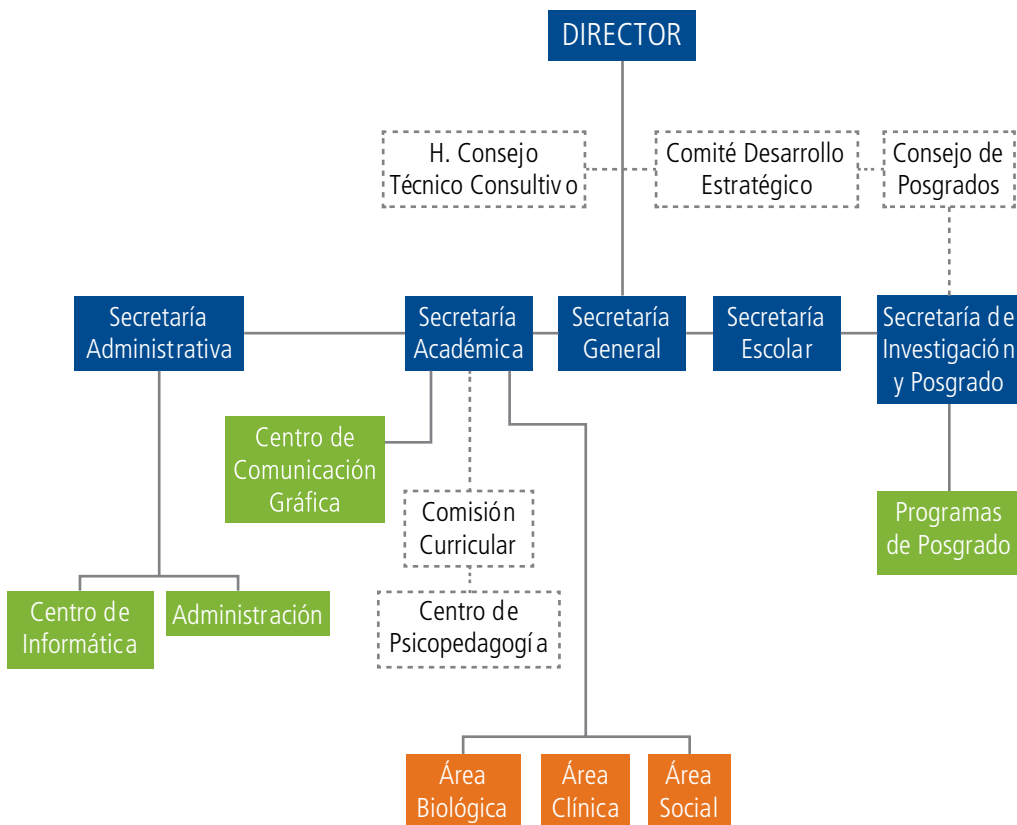 DIRECTOR
H. Consejo
Técnico Consultivo
Comité Desarrollo
Estratégico
Consejo de
Posgrados
Secretaría
Administrativa
Secretaría
Académica
Secretaría
General
Secretaría
Escolar
Secretaría de
Investigación
y Posgrado
Centro de
Comunicación
Gráfica
Comisión
Curricular
Programas
de Posgrado
Centro de
Informática
Administración
Centro de
Psicopedagogía
Área
Biológica
Área
Clínica
Área
Social